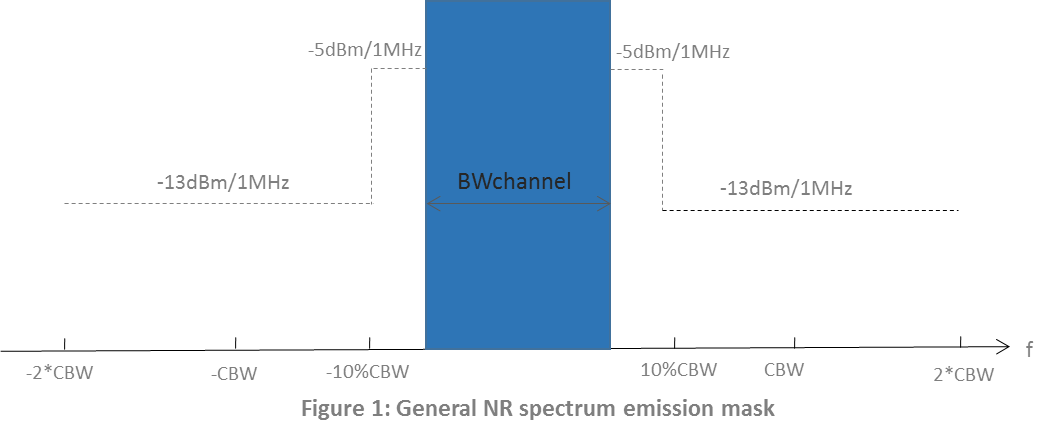 -5dBm/1MHz
-5dBm/1MHz
-13dBm/1MHz
BWchannel
-13dBm/1MHz
f
-2*CBW
-CBW
-10%CBW
10%CBW
CBW
2*CBW
Figure 1: General NR spectrum emission mask